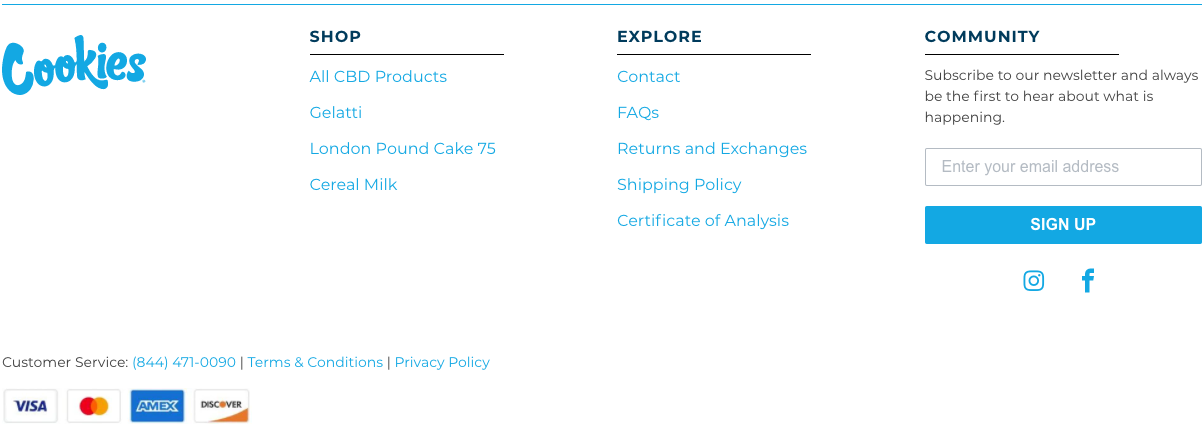 Cookies
SHOP
All CBD Products
Gelatti
London Pound Cake 75
Cereal Milk
EXPLORE
Contact
FAQs
Returns and Exchanges
Shipping Policy
Certificate of Analysis
COMMUNITY
Subscribe to our newsletter and always
be the first to hear about what is
happening.
Enter your email address
SIGN UP
Customer Service: (844) 471-0090 | Terms & Conditions | Privacy Policy
VISA
AMEX
DISCOVER